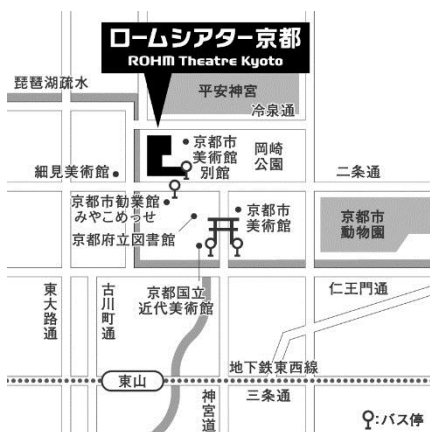 ロームシアター京都
ROHM Theatre Kyoto
琵琶湖疏水
平安神宮
冷泉通
京都市
美術館
別館
岡崎
公園
細見美術館
二条通
京都市勧業館
みやこめっせ
京都市
美術館
京都市
動物園
京都府立図書館
京都国立
近代美術館
仁王門通
東大路通
古川町通
地下鉄東西線
東山
三条通
神宮道
:バス停